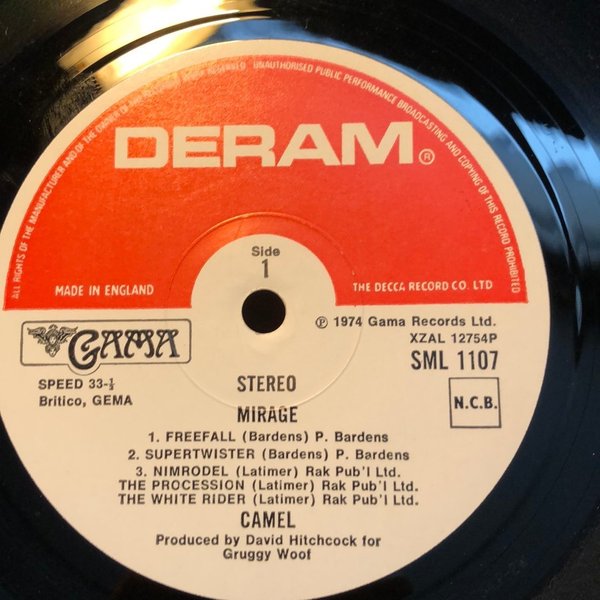 ALL RIGHTS OF THE MANUFACTURER AND OF THE OWNER OF THE RECORDED WORK RESERVED UNAUTHORISED PUBLIC PERFORMANCE BROADCASTING AND COPYING OF THIS RECORD PROHIBITED
DERAM®
Side
1
MADE IN ENGLAND
THE DECCA RECORD CO. LTD
GAMA
℗ 1974 Gama Records Ltd.
XZAL 12754P
SML 1107
SPEED 33-⅓
Britico, GEMA
STEREO
N.C.B.
MIRAGE
1. FREEFALL (Bardens) P. Bardens
2. SUPERTWISTER (Bardens) P. Bardens
3. NIMRODEL (Latimer) Rak Pub'l Ltd.
THE PROCESSION (Latimer) Rak Pub'l Ltd.
THE WHITE RIDER (Latimer) Rak Pub'l Ltd.
CAMEL
Produced by David Hitchcock for
Gruggy Woof